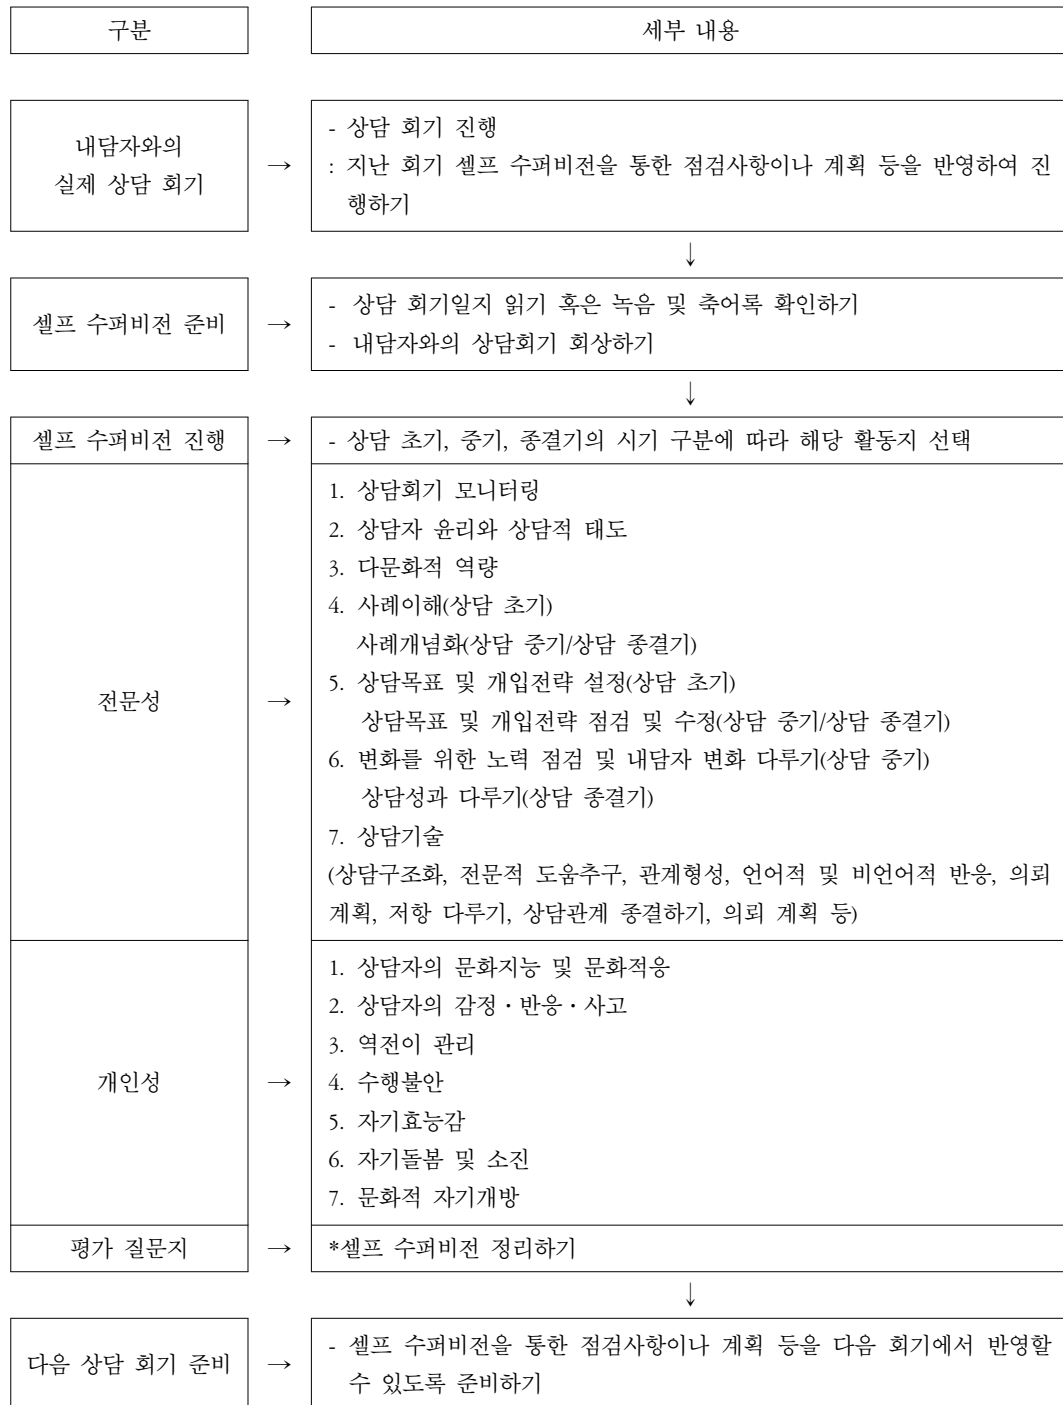 구분
세부 내용
내담자와의
실제 상담 회기
→
- 상담 회기 진행
: 지난 회기 셀프 수퍼비전을 통한 점검사항이나 계획 등을 반영하여 진
행하기
↓
셀프 수퍼비전 준비
→
- 상담 회기일지 읽기 혹은 녹음 및 축어록 확인하기
- 내담자와의 상담회기 회상하기
↓
셀프 수퍼비전 진행
→
- 상담 초기, 중기, 종결기의 시기 구분에 따라 해당 활동지 선택
전문성
→
1. 상담회기 모니터링
2. 상담자 윤리와 상담적 태도
3. 다문화적 역량
4. 사례이해(상담 초기)
사례개념화(상담 중기/상담 종결기)
5. 상담목표 및 개입전략 설정(상담 초기)
상담목표 및 개입전략 점검 및 수정(상담 중기/상담 종결기)
6. 변화를 위한 노력 점검 및 내담자 변화 다루기(상담 중기)
상담성과 다루기(상담 종결기)
7. 상담기술
(상담구조화, 전문적 도움추구, 관계형성, 언어적 및 비언어적 반응, 의뢰
계획, 저항 다루기, 상담관계 종결하기, 의뢰 계획 등)
개인성
→
1. 상담자의 문화지능 및 문화적응
2. 상담자의 감정・반응・사고
3. 역전이 관리
4. 수행불안
5. 자기효능감
6. 자기돌봄 및 소진
7. 문화적 자기개방
평가 질문지
→
*셀프 수퍼비전 정리하기
↓
다음 상담 회기 준비
→
- 셀프 수퍼비전을 통한 점검사항이나 계획 등을 다음 회기에서 반영할
수 있도록 준비하기